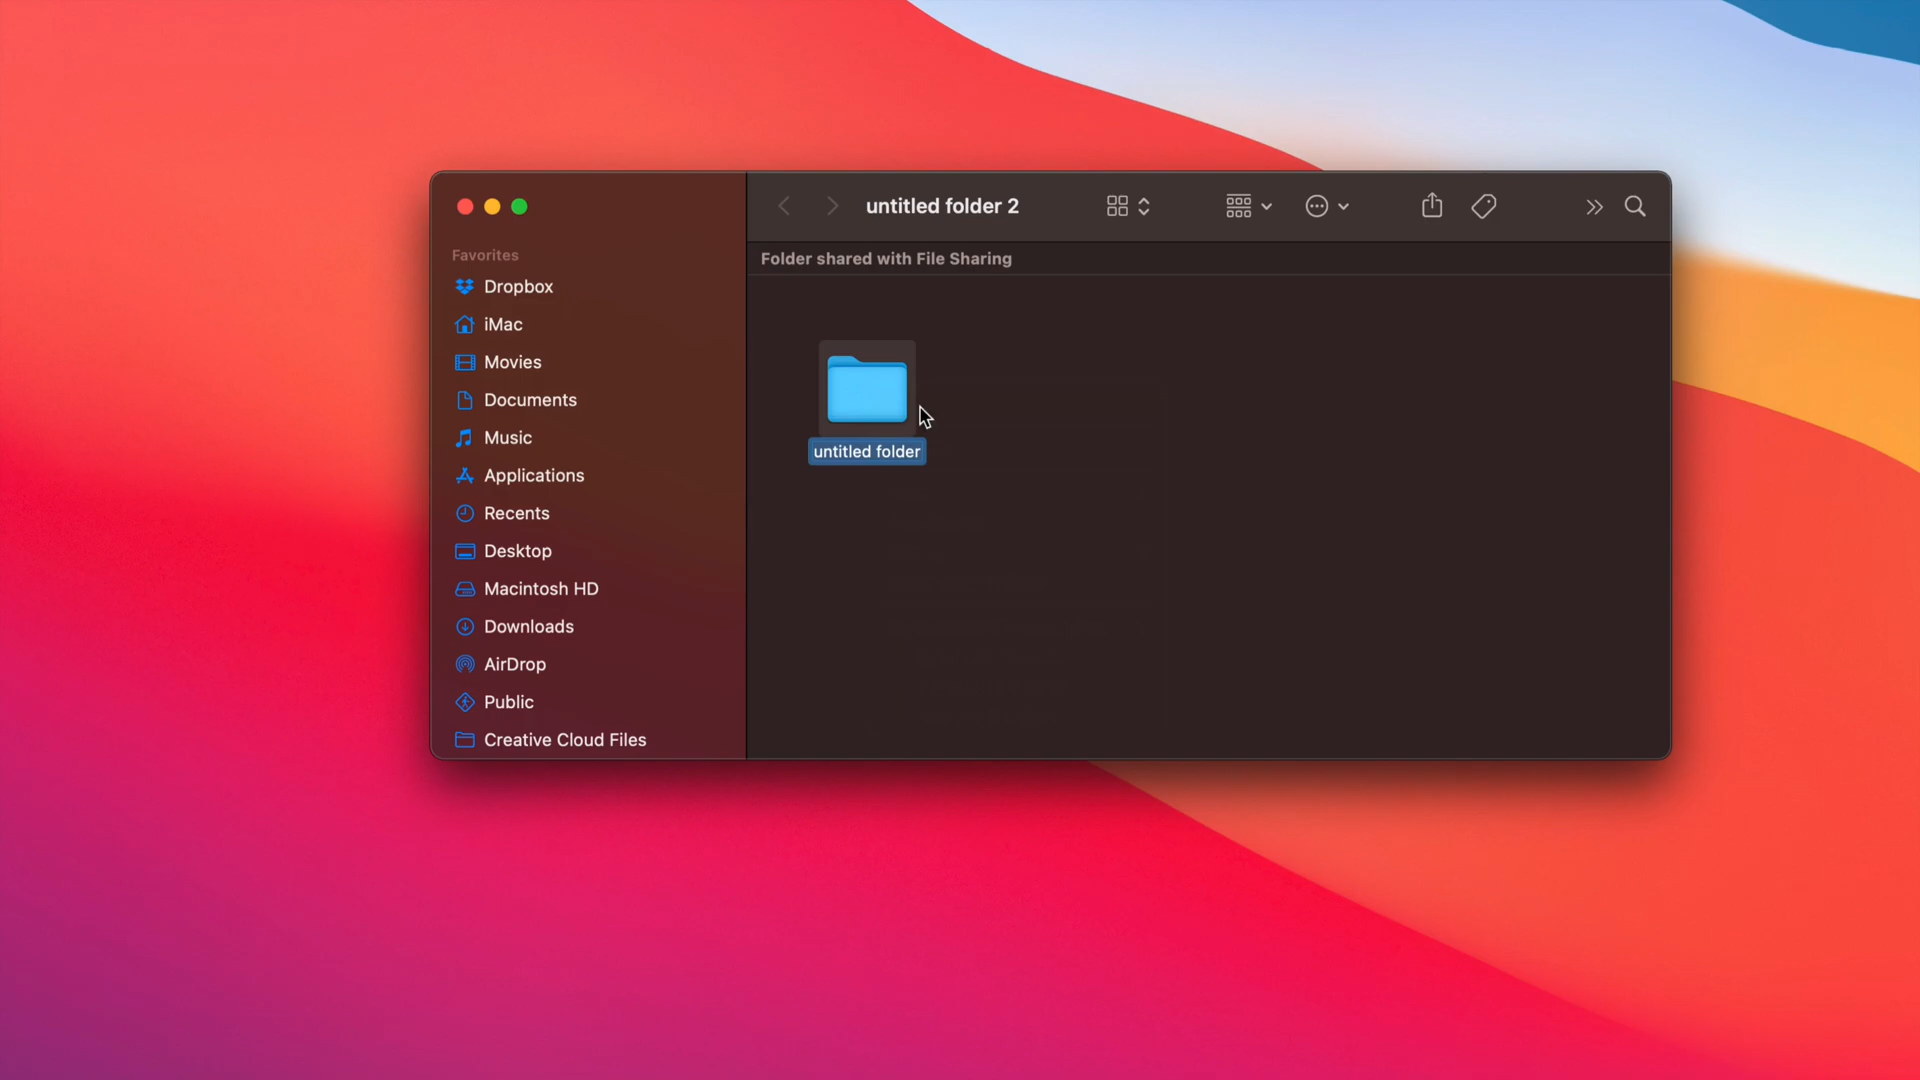 untitled folder 2
Favorites
Folder shared with File Sharing
Dropbox
iMac
Movies
Documents
Music
untitled folder
Applications
Recents
Desktop
Macintosh HD
Downloads
AirDrop
Public
Creative Cloud Files